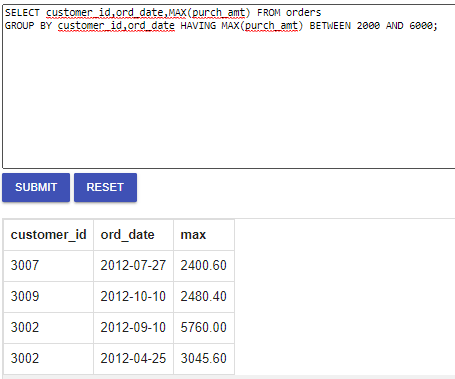 SELECT customer_id,ord_date,MAX(purch_amt) FROM orders
GROUP BY customer_id,ord_date HAVING MAX(purch_amt) BETWEEN 2000 AND 6000;
SUBMIT RESET
customer_id ord_date max
3007 2012-07-27 2400.60
3009 2012-10-10 2480.40
3002 2012-09-10 5760.00
3002 2012-04-25 3045.60